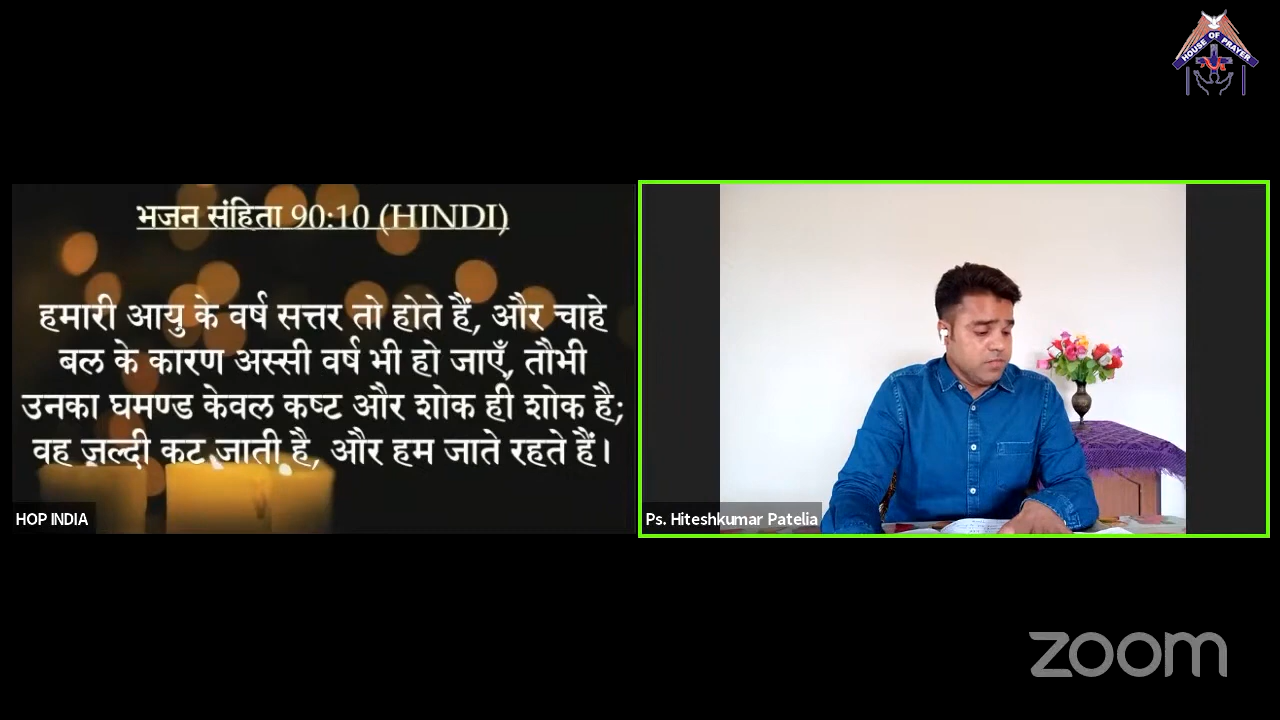 HOUSE OF PRAYER
भजन संहिता 90:10 (HINDI)
हमारी आयु के वर्ष सत्तर तो होते हैं, और चाहे
बल के कारण अस्सी वर्ष भी हो जाएँ, तौभी
उनका घमण्ड केवल कष्ट और शोक ही शोक है;
वह जल्दी कट जाती है, और हम जाते रहते हैं।
HOP INDIA
Ps. Hiteshkumar Patelia
zoom